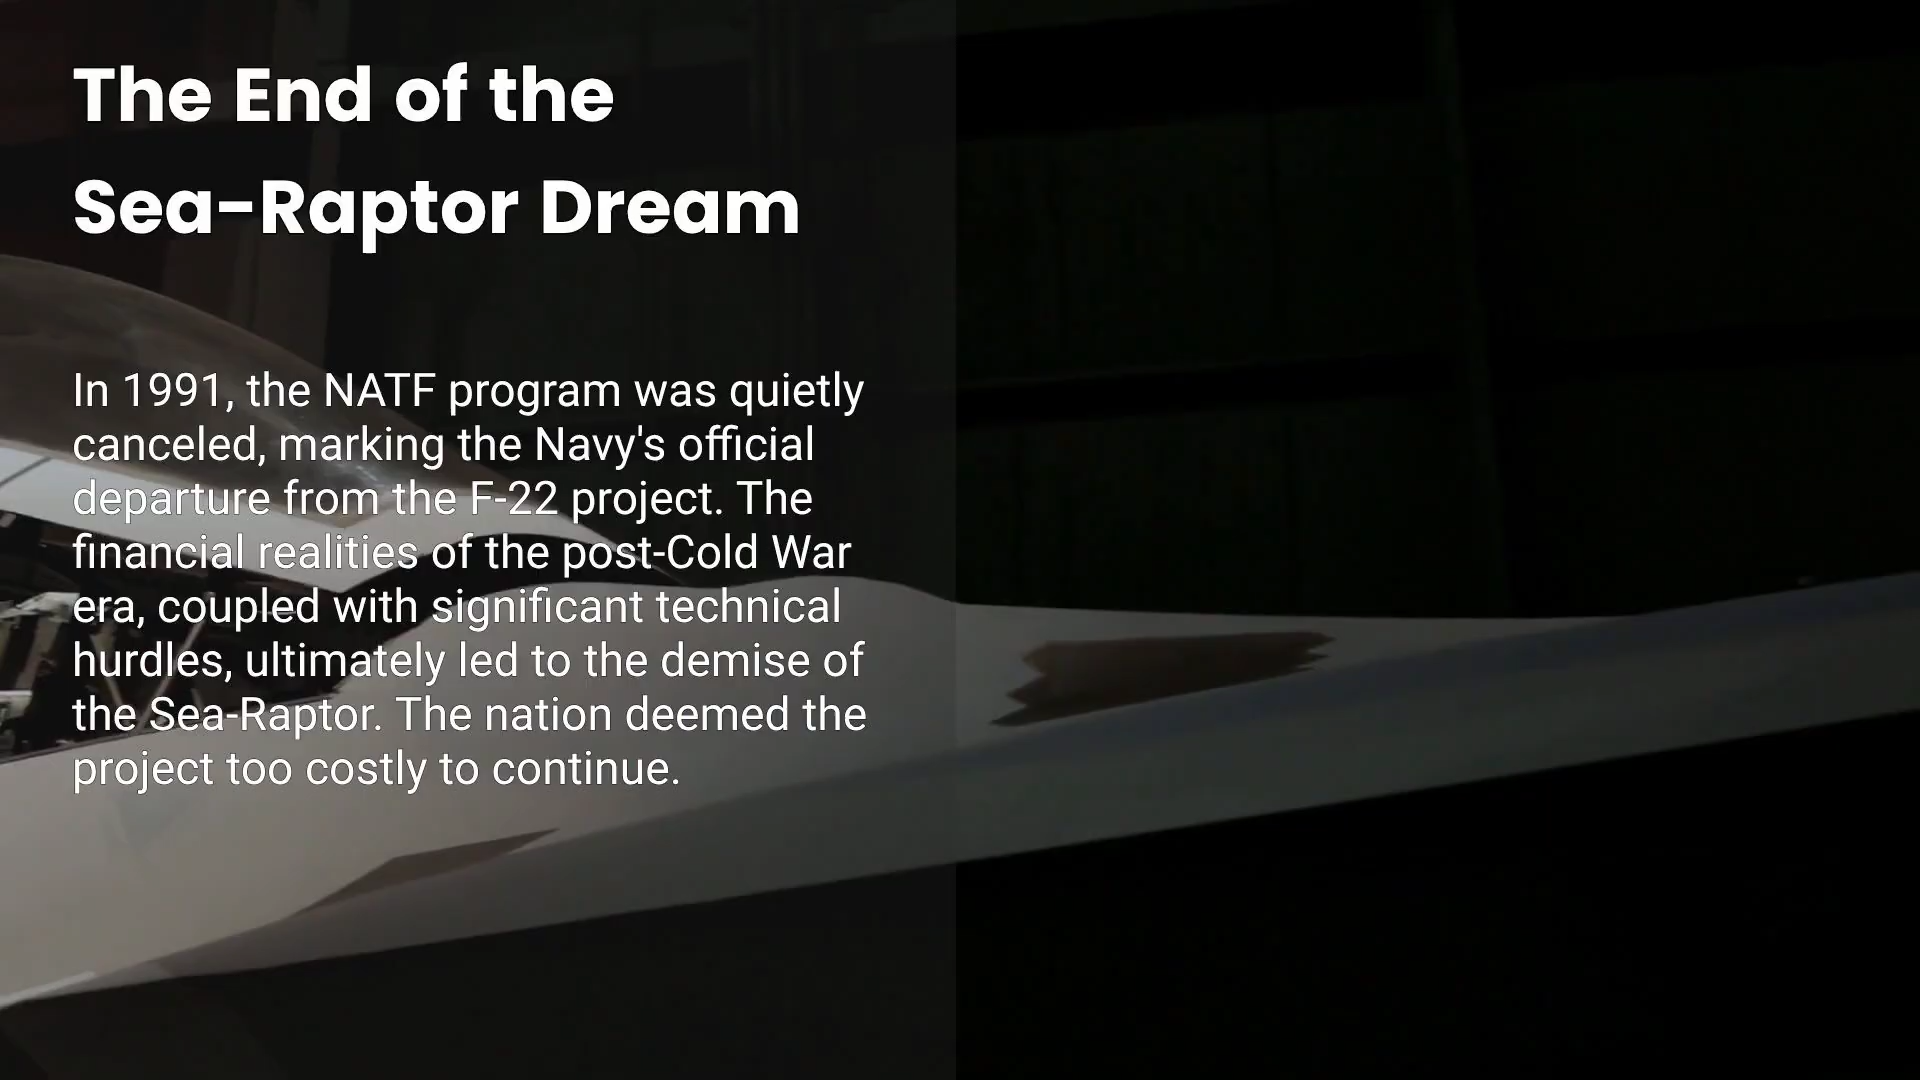 The End of the
Sea-Raptor Dream
In 1991, the NATF program was quietly
canceled, marking the Navy's official
departure from the F-22 project. The
financial realities of the post-Cold War
era, coupled with significant technical
hurdles, ultimately led to the demise of
the Sea-Raptor. The nation deemed the
project too costly to continue.